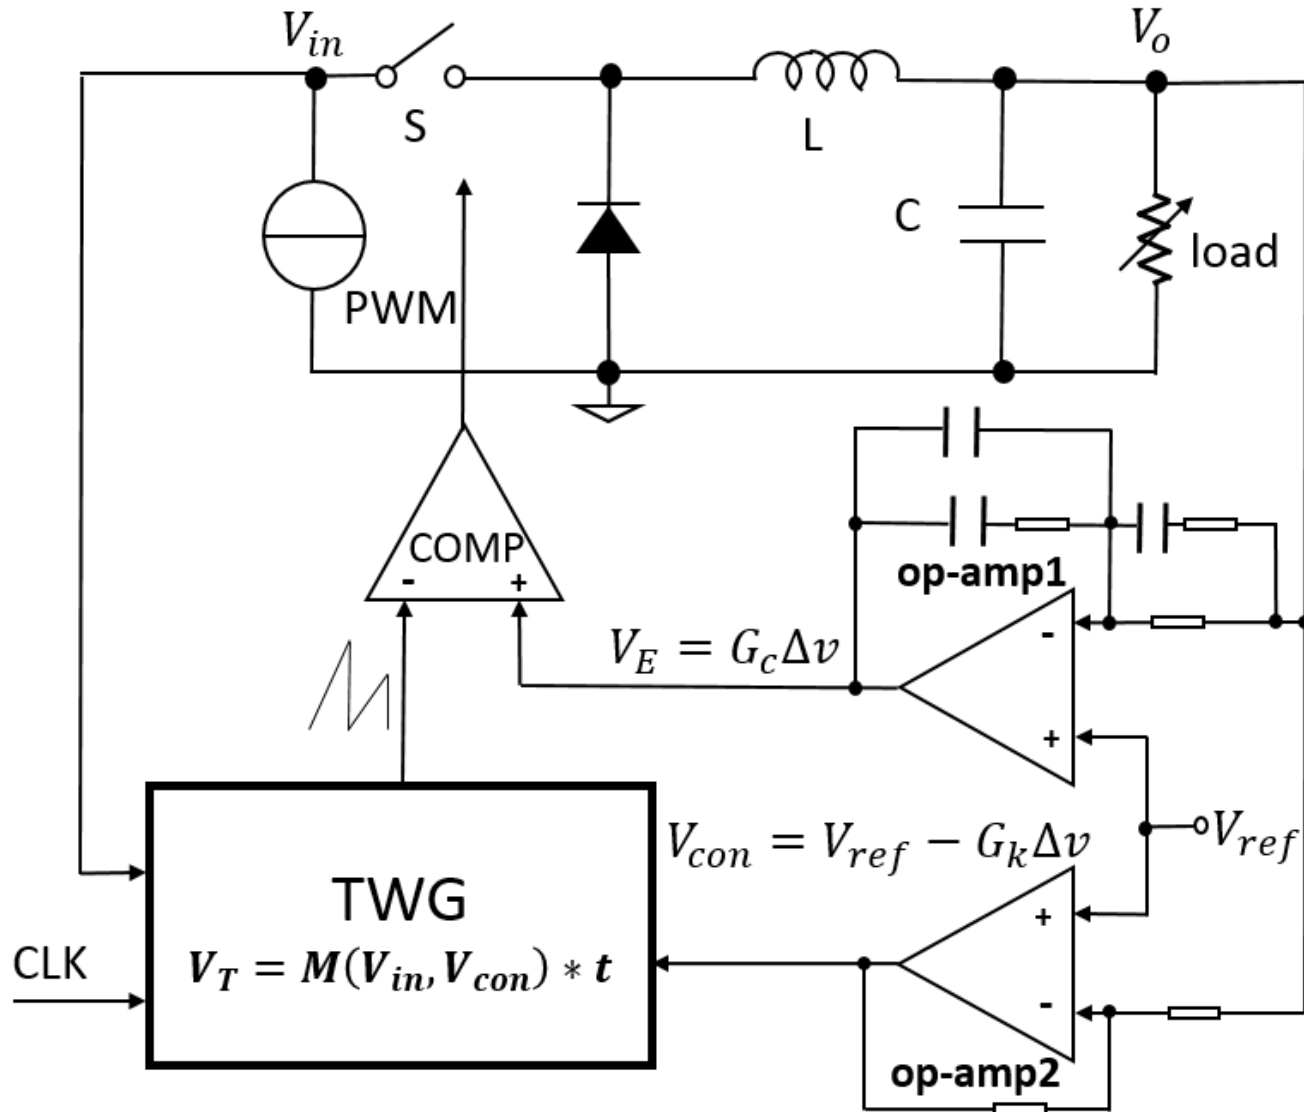 V_in
V_o
S
L
C
load
PWM
COMP
- +
op-amp1
-
V_E = G_c Δv
+
V_con = V_ref − G_k Δv
V_ref
TWG
+
CLK
V_T = M(V_in, V_con) * t
-
op-amp2